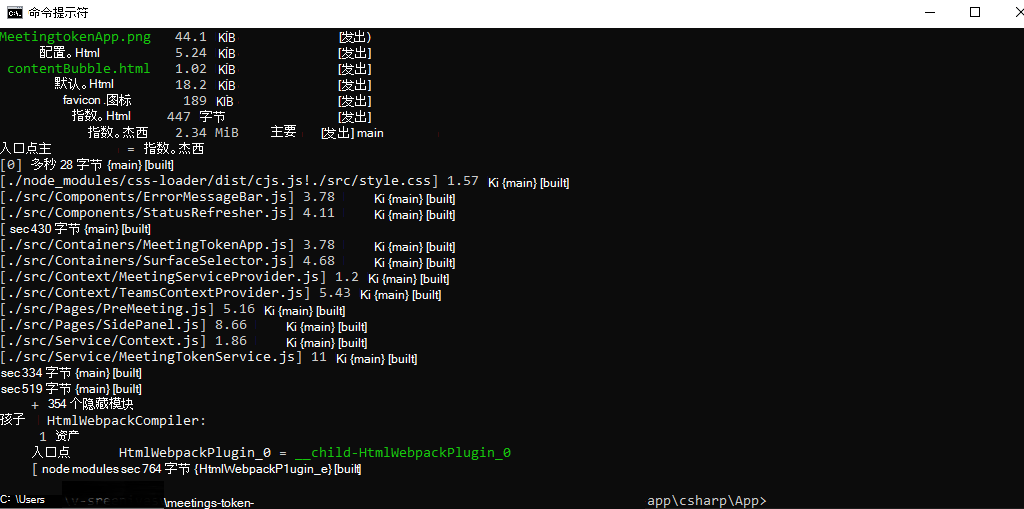 命令提示符
MeetingtokenApp.png 44.1 KiB [发出)
配置。Html 5.24 KiB [发出]
contentBubble.html 1.02 KiB [发出]
默认。Html 18.2 KiB [发出]
favicon .图标 189 KiB [发出]
指数。Html 447 字节 [发出]
指数。杰西 2.34 MiB 主要 [发出] main
入口点主 = 指数。杰西
[0] 多秒 28 字节 {main} [built]
[./node_modules/css-loader/dist/cjs.js!./src/style.css] 1.57 Ki {main} [built]
[./src/Components/ErrorMessageBar.js] 3.78 Ki {main} [built]
[./src/Components/StatusRefresher.js] 4.11 Ki {main} [built]
[ sec 430 字节 {main} [built]
[./src/Containers/MeetingTokenApp.js] 3.78 Ki {main} [built]
[./src/Containers/SurfaceSelector.js] 4.68 Ki {main} [built]
[./src/Context/MeetingServiceProvider.js] 1.2 Ki {main} [built]
[./src/Context/TeamsContextProvider.js] 5.43 Ki {main} [built]
[./src/Pages/PreMeeting.js] 5.16 Ki {main} [built]
[./src/Pages/SidePanel.js] 8.66 Ki {main} [built]
[./src/Service/Context.js] 1.86 Ki {main} [built]
[./src/Service/MeetingTokenService.js] 11 Ki {main} [built]
sec 334 字节 {main} [built]
sec 519 字节 {main} [built]
+ 354 个隐藏模块
孩子 HtmlWebpackCompiler:
1 资产
入口点 HtmlWebpackPlugin_0 = __child-HtmlWebpackPlugin_0
[ node modules sec 764 字节 {HtmlWebpackP1ugin_e} [built]
C: \Users \meetings-token- app\csharp\App>